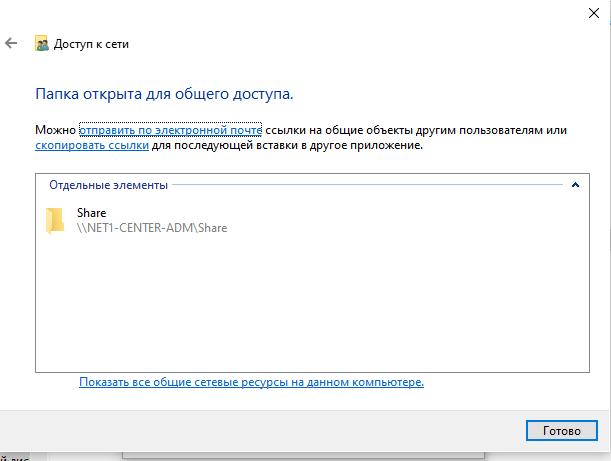 Доступ к сети
Папка открыта для общего доступа.
Можно отправить по электронной почте ссылки на общие объекты другим пользователям или
скопировать ссылки для последующей вставки в другое приложение.
Отдельные элементы
Share
\\NET1-CENTER-ADM\Share
Показать все общие сетевые ресурсы на данном компьютере.
Готово